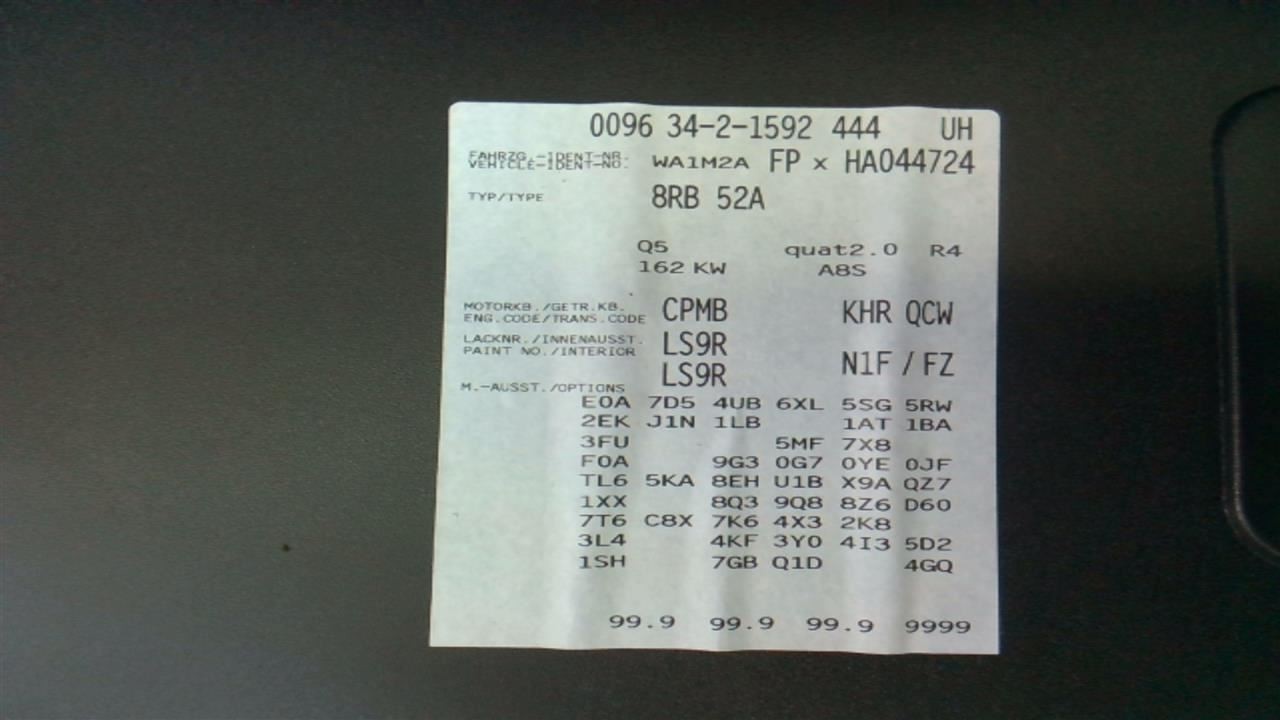 0096 34-2-1592 444 UH
FAHRZG.-IDENT-NR.
VEHICLE-IDENT-NO. WA1M2A FP x HA044724
TYP/TYPE 8RB 52A
Q5 quat2.0 R4
162 KW A8S
MOTORKB./GETR.KB.
ENG.CODE/TRANS.CODE CPMB KHR QCW
LACKNR./INNENAUSST.
PAINT NO./INTERIOR LS9R
LS9R N1F / FZ
M.-AUSST./OPTIONS
E0A 7D5 4UB 6XL 5SG 5RW
2EK J1N 1LB 1AT 1BA
3FU 5MF 7X8
F0A 9G3 0G7 0YE 0JF
TL6 5KA 8EH U1B X9A QZ7
1XX 8Q3 9Q8 8Z6 D60
7T6 C8X 7K6 4X3 2K8
3L4 4KF 3Y0 4I3 5D2
1SH 7GB Q1D 4GQ
99.9 99.9 99.9 9999